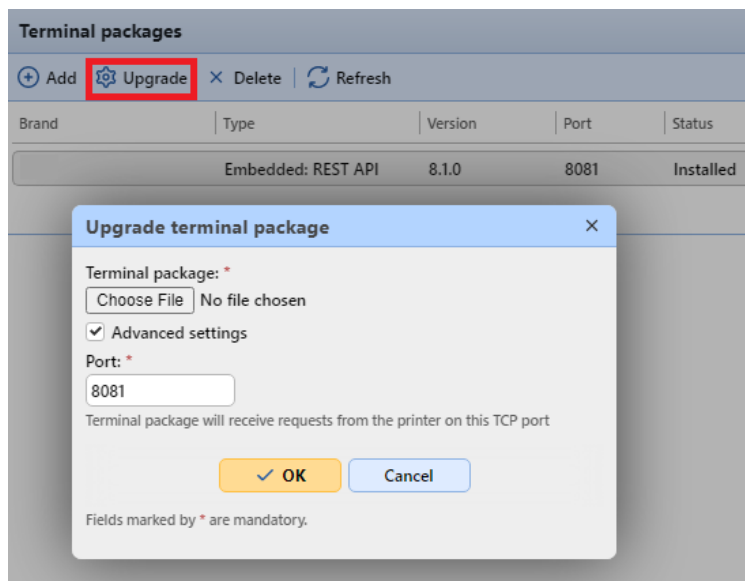 Terminal packages
Add Upgrade Delete Refresh
Brand Type Version Port Status
Embedded: REST API 8.1.0 8081 Installed
Upgrade terminal package
Terminal package: *
Choose File No file chosen
Advanced settings
Port: *
8081
Terminal package will receive requests from the printer on this TCP port
OK Cancel
Fields marked by * are mandatory.